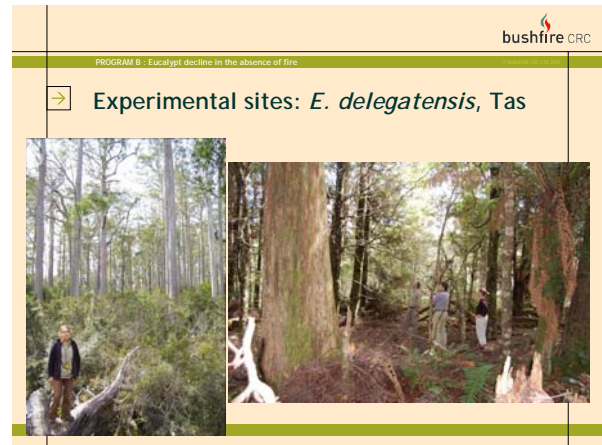 bushfire CRC
PROGRAM B : Eucalypt decline in the absence of fire
Experimental sites: E. delegatensis, Tas